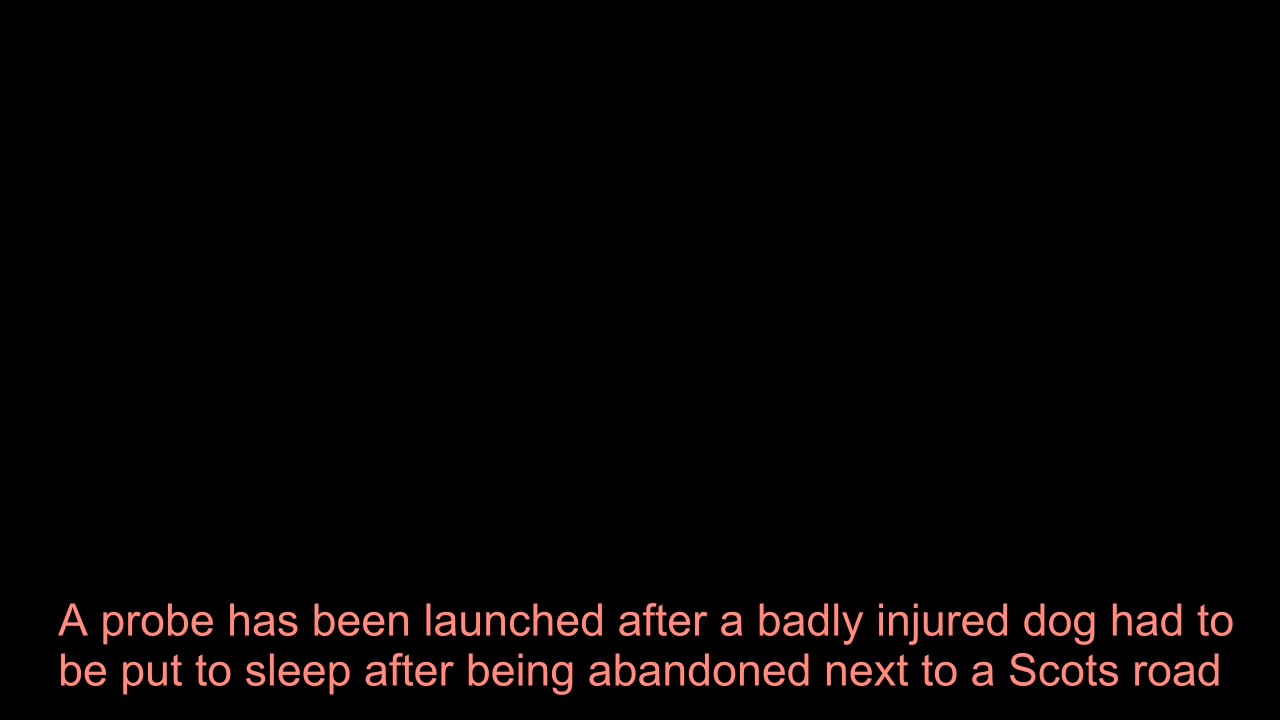 A probe has been launched after a badly injured dog had to
be put to sleep after being abandoned next to a Scots road